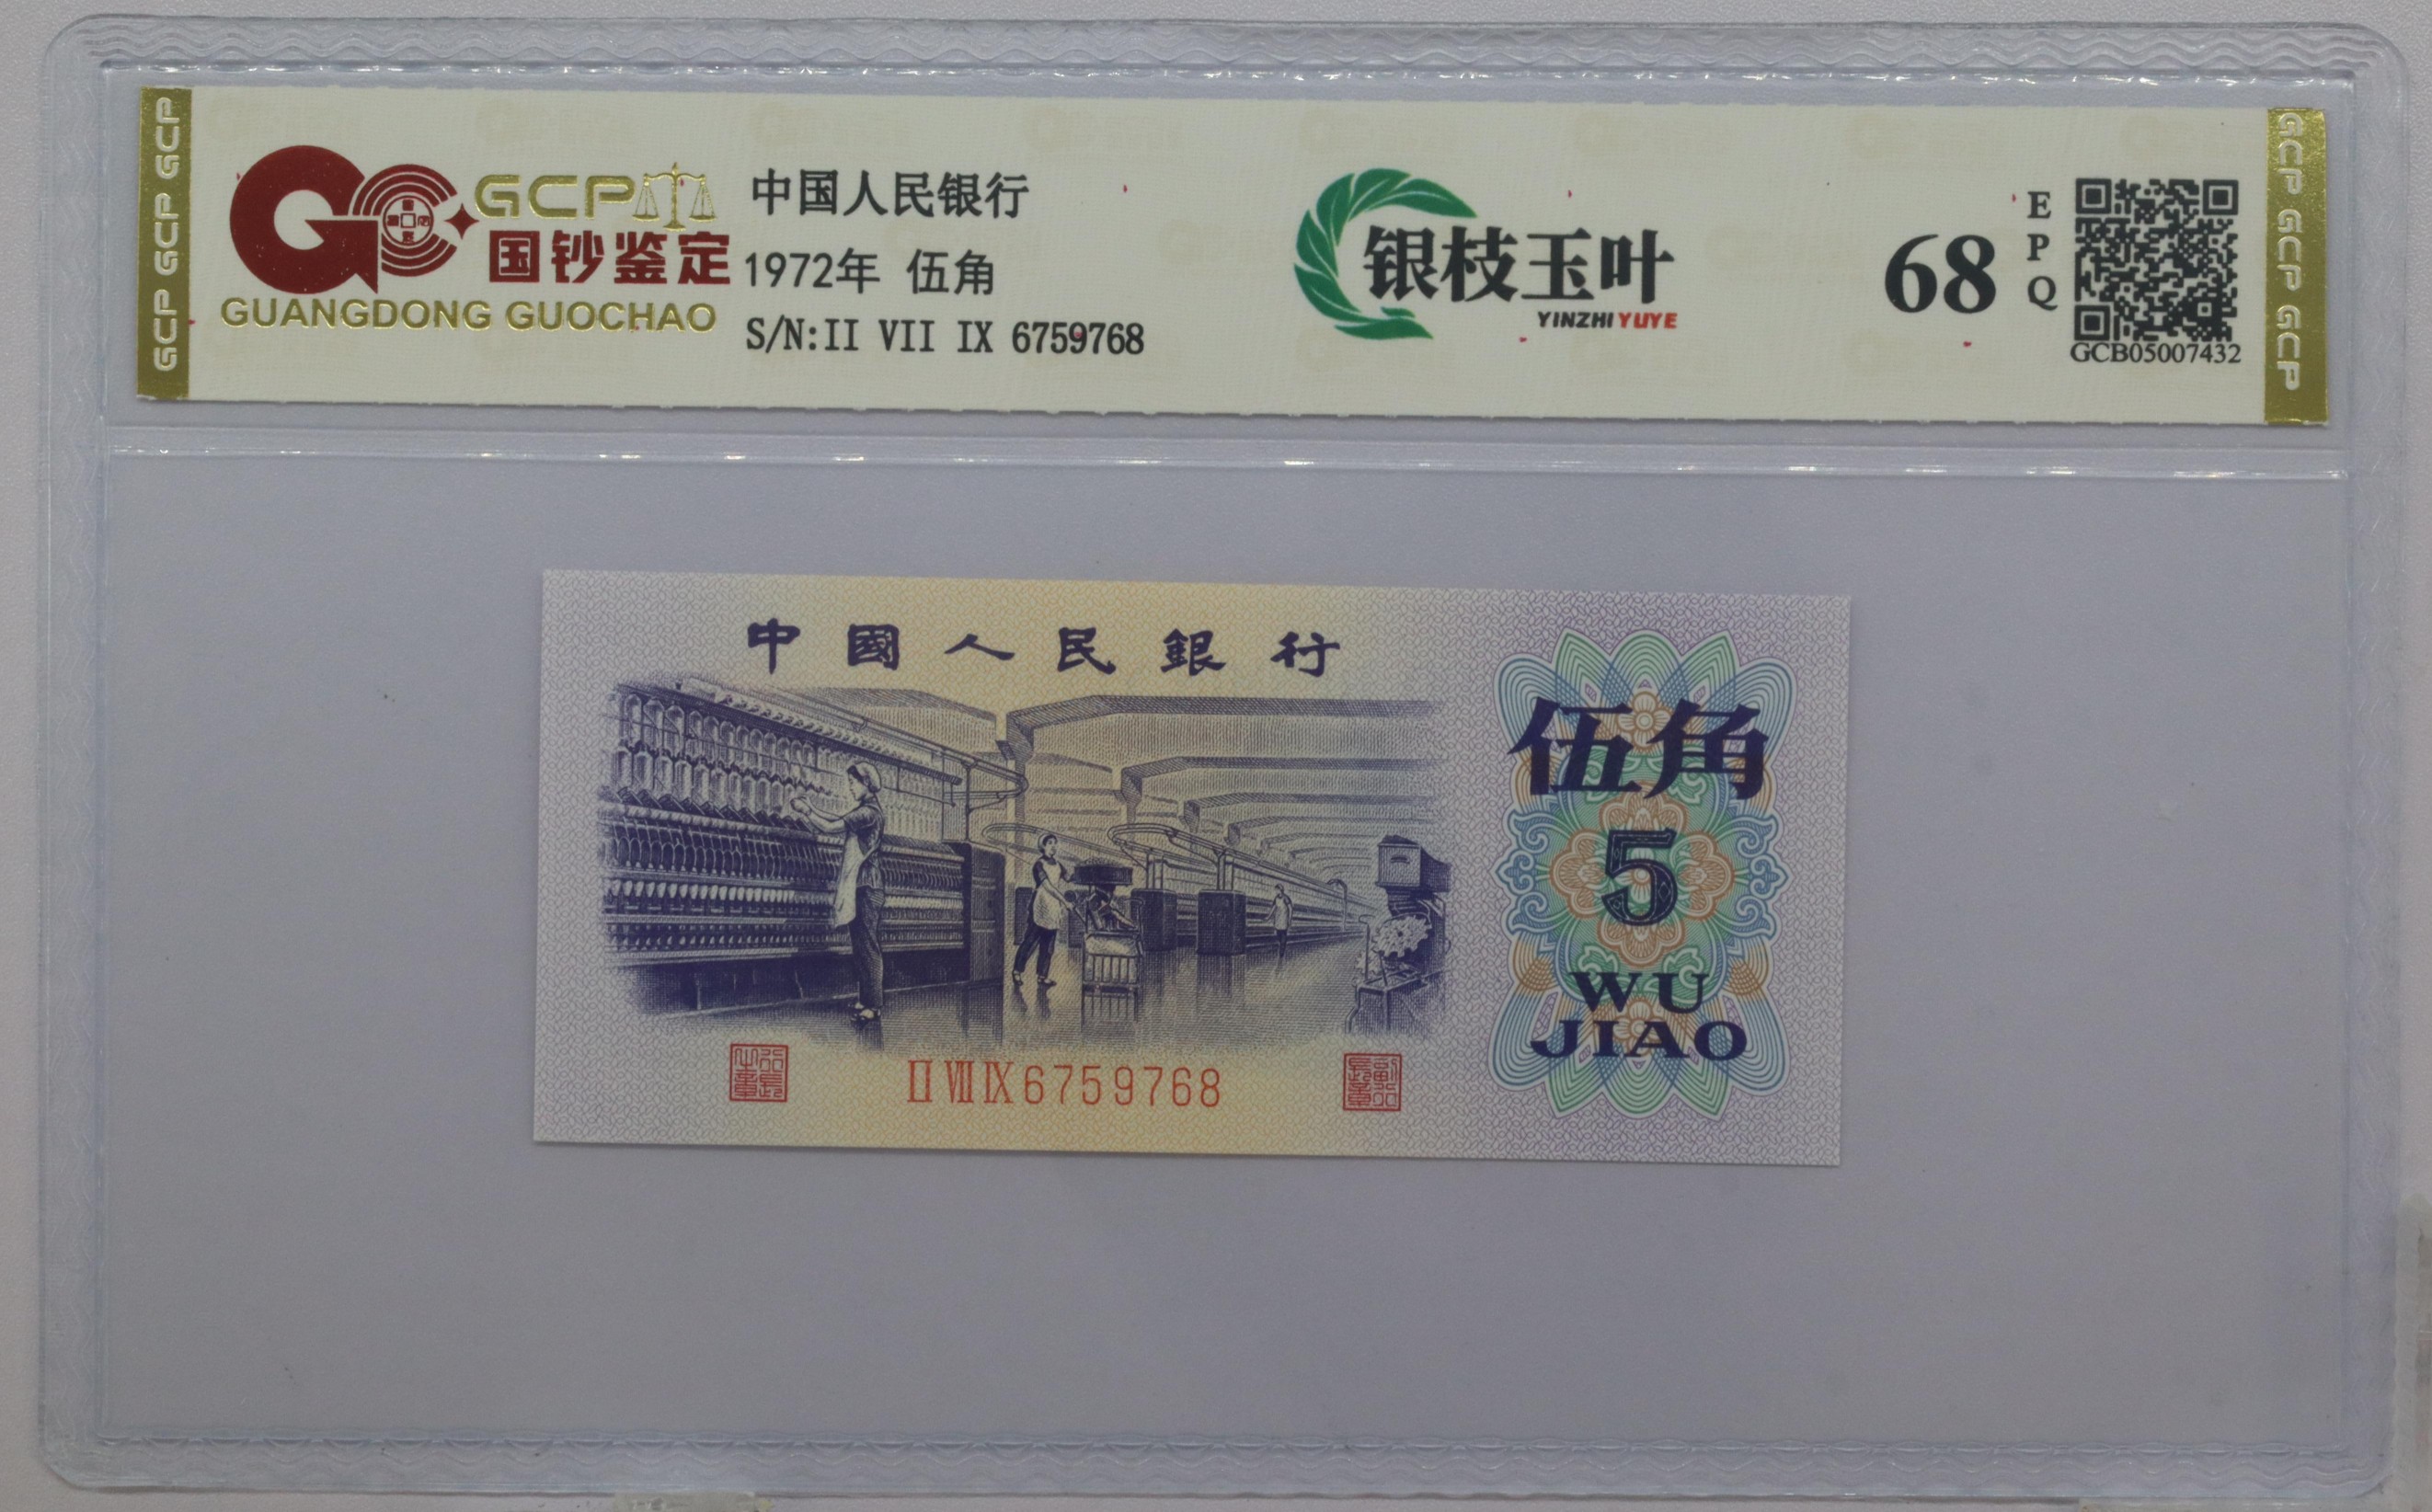 GCP GCP GCP
GCP
国钞鉴定
GUANGDONG GUOCHAO
中国人民银行
1972年 伍角
S/N:II VII IX 6759768
银枝玉叶
YINZHI YUYE
68
EPQ
GCB05007432
GCP GCP GCP
中國人民銀行
伍角
5
WU
JIAO
II VIII IX 6759768